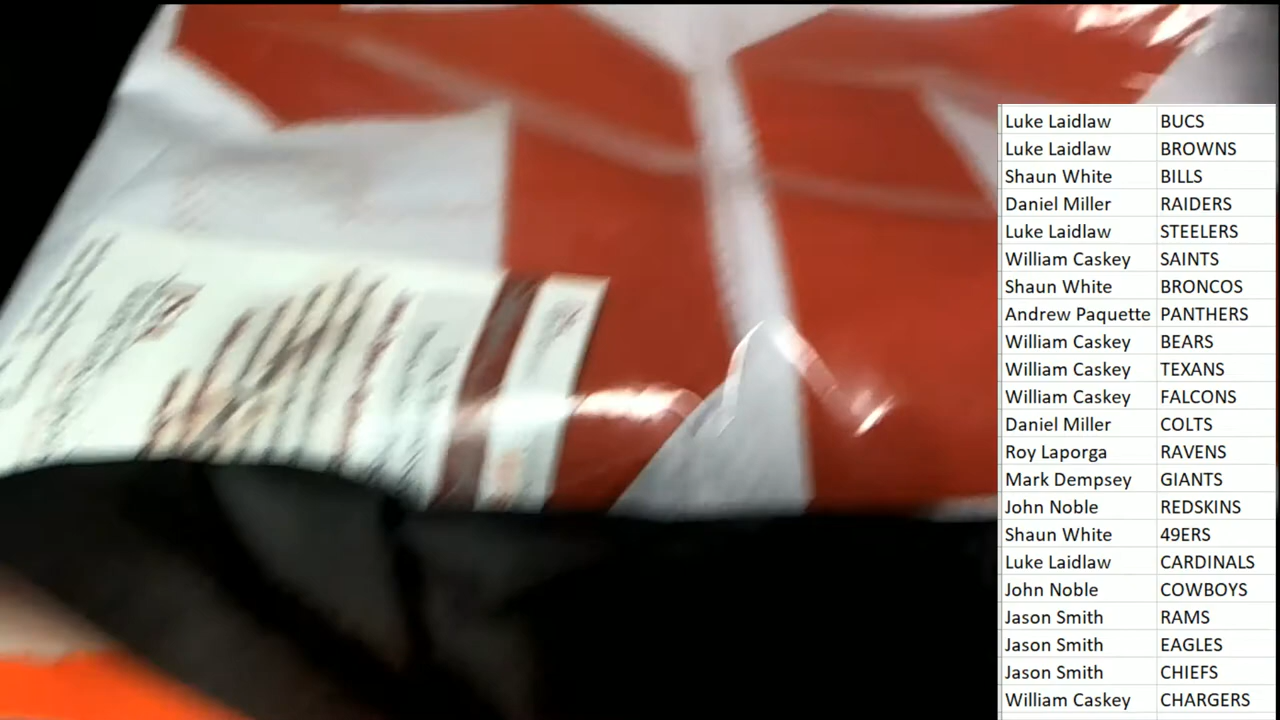 Luke Laidlaw BUCS
Luke Laidlaw BROWNS
Shaun White BILLS
Daniel Miller RAIDERS
Luke Laidlaw STEELERS
William Caskey SAINTS
Shaun White BRONCOS
Andrew Paquette PANTHERS
William Caskey BEARS
William Caskey TEXANS
William Caskey FALCONS
Daniel Miller COLTS
Roy Laporga RAVENS
Mark Dempsey GIANTS
John Noble REDSKINS
Shaun White 49ERS
Luke Laidlaw CARDINALS
John Noble COWBOYS
Jason Smith RAMS
Jason Smith EAGLES
Jason Smith CHIEFS
William Caskey CHARGERS